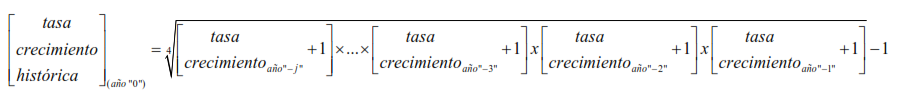 [tasa crecimiento histórica](año "0") = ∜([tasa crecimiento año"-j" +1]×...×[tasa crecimiento año"-3" +1]x[tasa crecimiento año"-2" +1]x[tasa crecimiento año"-1" +1]) -1